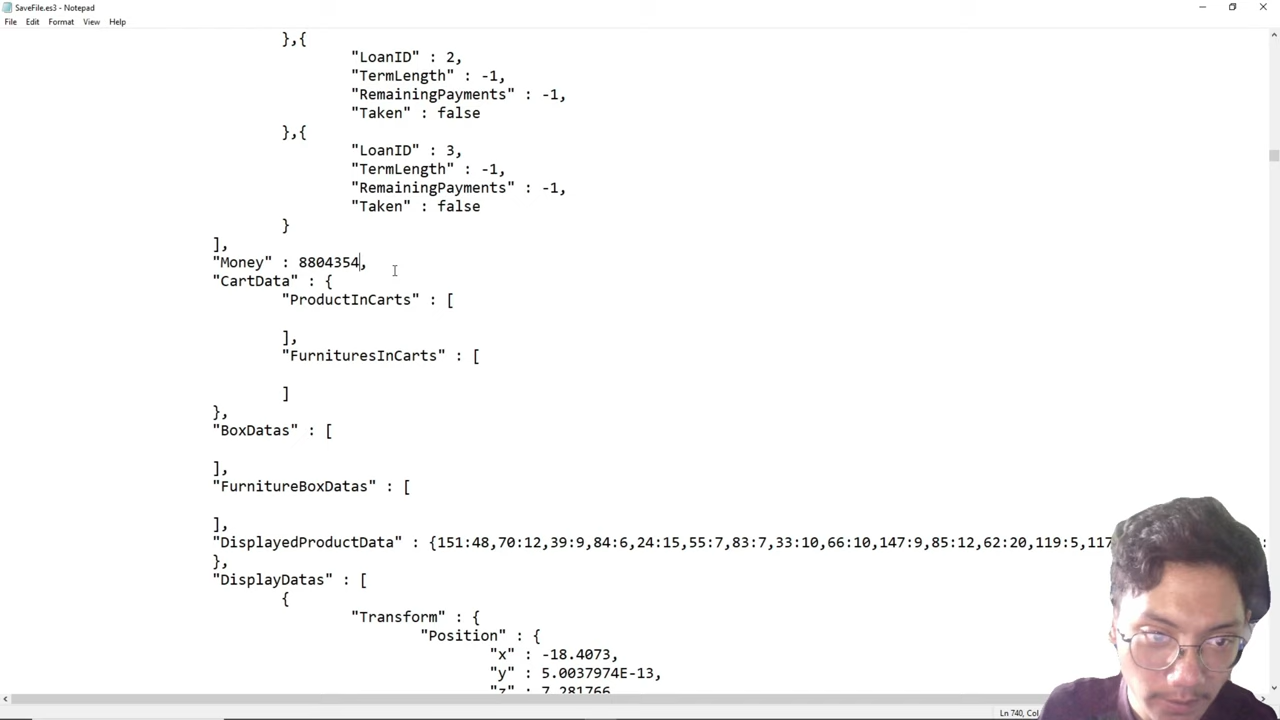 SaveFile.es3 - Notepad
File Edit Format View Help
},{
"LoanID" : 2,
"TermLength" : -1,
"RemainingPayments" : -1,
"Taken" : false
},{
"LoanID" : 3,
"TermLength" : -1,
"RemainingPayments" : -1,
"Taken" : false
}
],
"Money" : 8804354,
"CartData" : {
"ProductInCarts" : [
],
"FurnituresInCarts" : [
]
},
"BoxDatas" : [
],
"FurnitureBoxDatas" : [
],
"DisplayedProductData" : {151:48,70:12,39:9,84:6,24:15,55:7,83:7,33:10,66:10,147:9,85:12,62:20,119:5,117
},
"DisplayDatas" : [
{
"Transform" : {
"Position" : {
"x" : -18.4073,
"y" : 5.0037974E-13,
"z" : 7.281766
Ln 740, Col